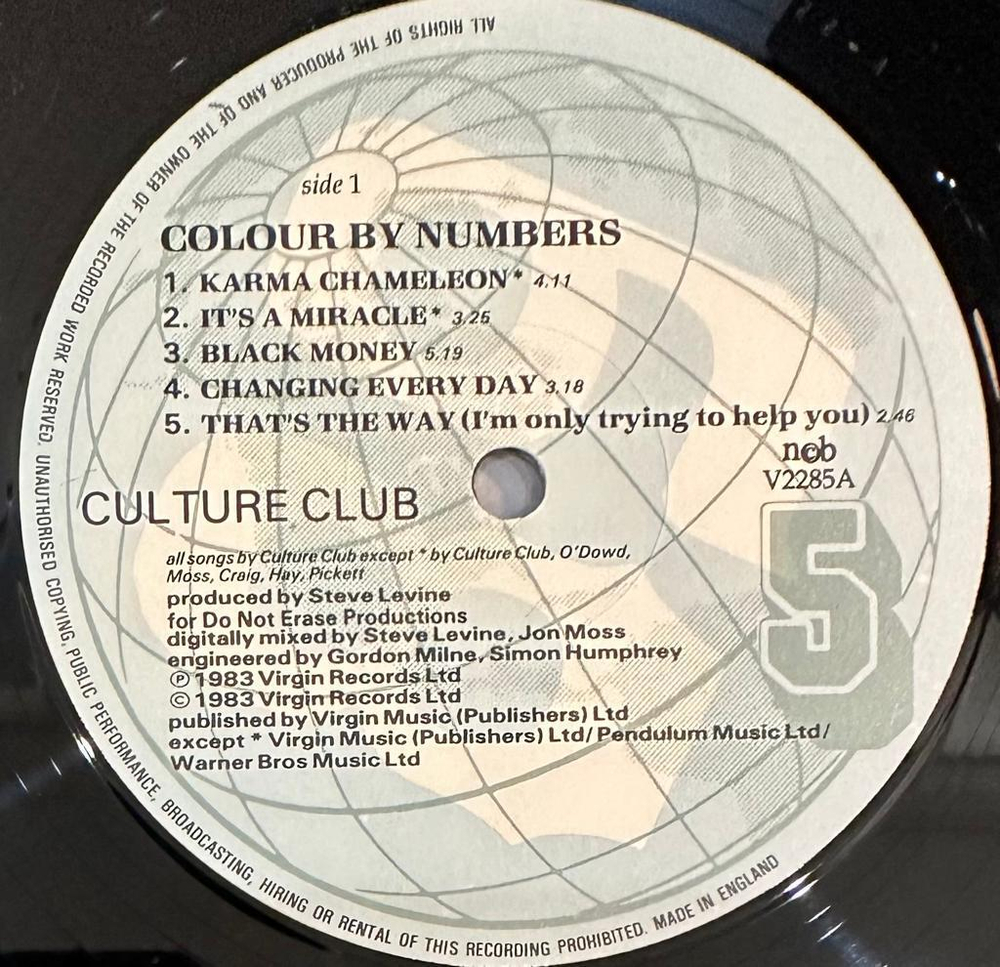 side 1
COLOUR BY NUMBERS
1. KARMA CHAMELEON* 4.11
2. IT'S A MIRACLE* 3.25
3. BLACK MONEY 5.19
4. CHANGING EVERY DAY 3.18
5. THAT'S THE WAY (I'm only trying to help you) 2.46
ncb
V2285A
CULTURE CLUB
5
all songs by Culture Club except * by Culture Club, O'Dowd,
Moss, Craig, Hay, Pickett
produced by Steve Levine
for Do Not Erase Productions
digitally mixed by Steve Levine, Jon Moss
engineered by Gordon Milne, Simon Humphrey
℗ 1983 Virgin Records Ltd
© 1983 Virgin Records Ltd
published by Virgin Music (Publishers) Ltd
except * Virgin Music (Publishers) Ltd/Pendulum Music Ltd/
Warner Bros Music Ltd
ALL RIGHTS OF THE PRODUCER AND OF THE OWNER OF THE RECORDED WORK RESERVED. UNAUTHORISED COPYING, PUBLIC PERFORMANCE, BROADCASTING, HIRING OR RENTAL OF THIS RECORDING PROHIBITED. MADE IN ENGLAND